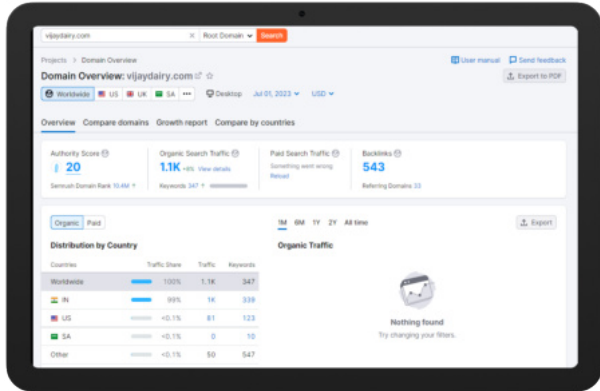 vijaydairy.com × Root Domain Search
Projects > Domain Overview
User manual Send feedback
Domain Overview: vijaydairy.com
Export to PDF
Worldwide US UK SA ••• Desktop Jul 01, 2023 USD
Overview Compare domains Growth report Compare by countries
Authority Score
20
Semrush Domain Rank 10.4M ↑
Organic Search Traffic
1.1K +6% View details
Keywords 347 ↑
Paid Search Traffic
Something went wrong
Reload
Backlinks
543
Referring Domains 33
Organic Paid
1M 6M 1Y 2Y All time
Export
Distribution by Country
Countries Traffic Share Traffic Keywords
Worldwide 100% 1.1K 347
IN 99% 1K 339
US <0.1% 61 123
SA <0.1% 0 10
Other <0.1% 50 547
Organic Traffic
Nothing found
Try changing your filters.